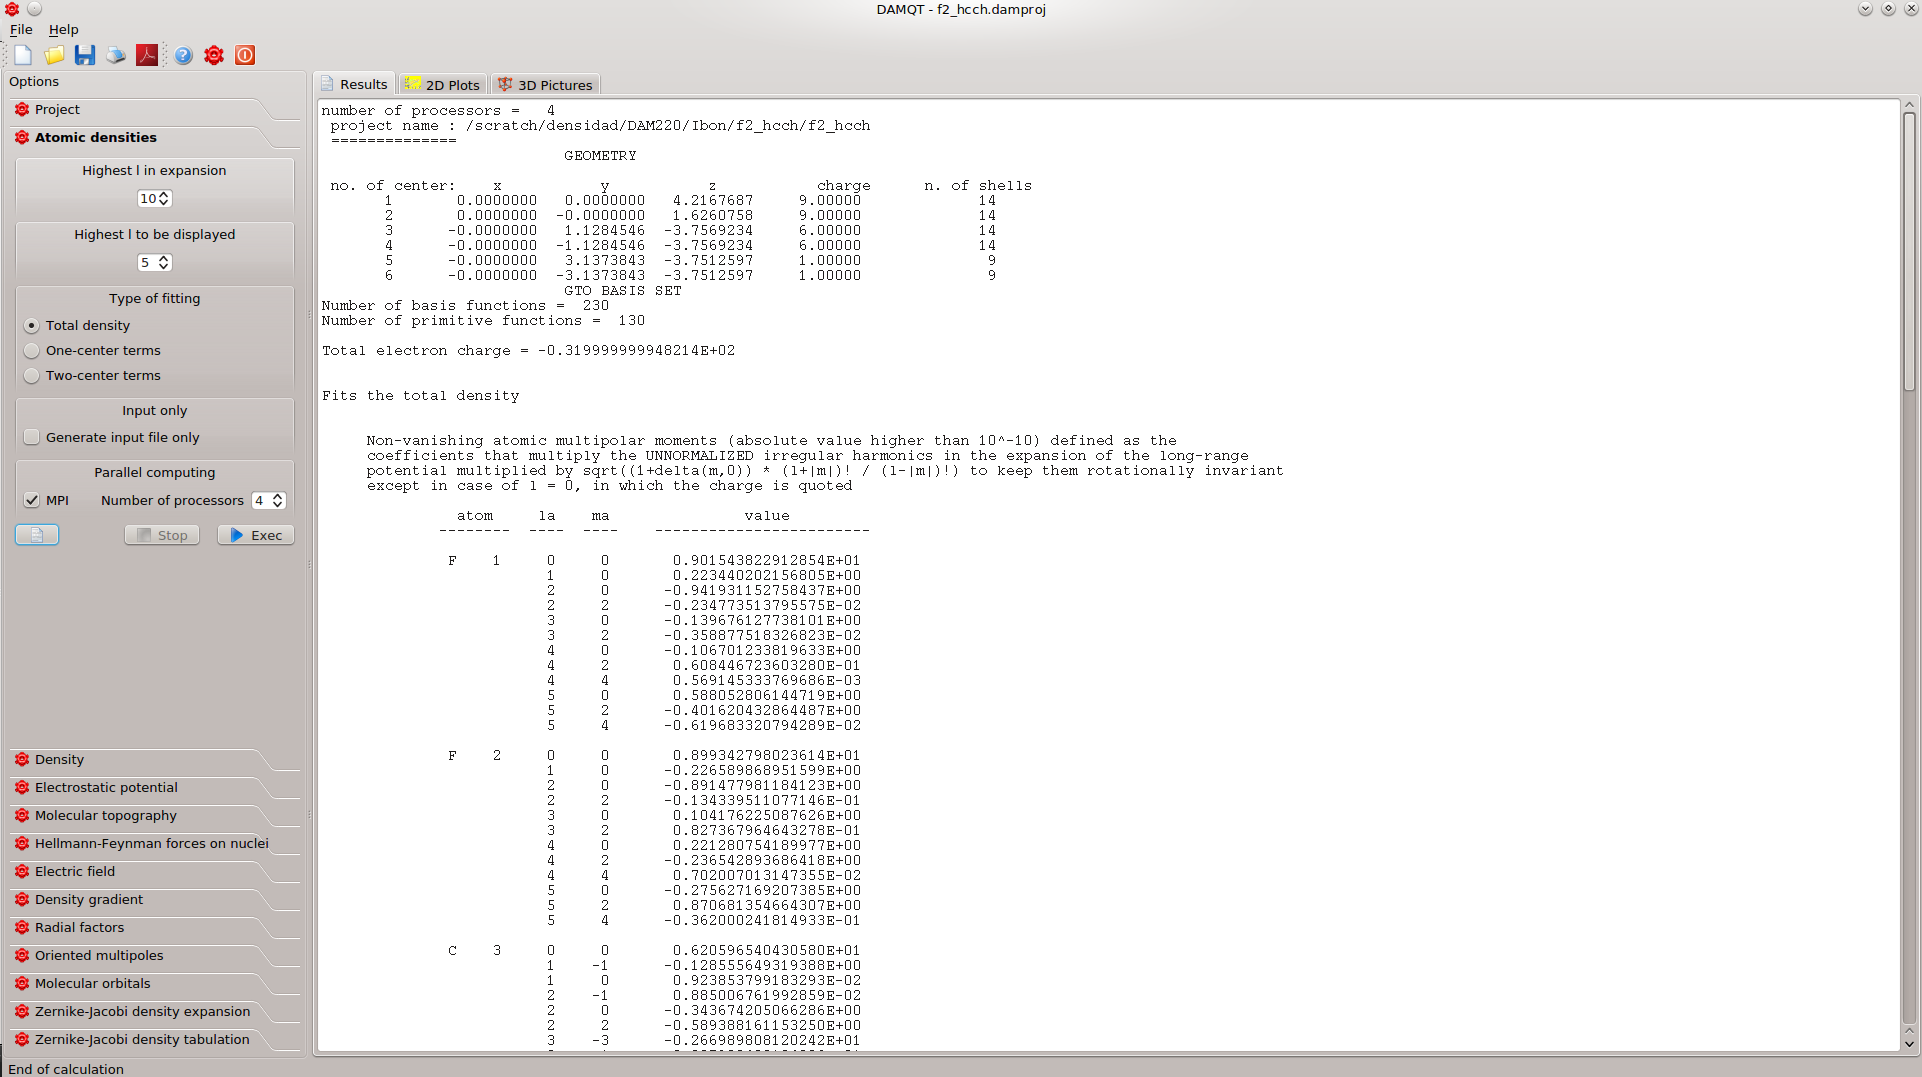 DAMQT - f2_hcch.damproj
File Help
Options
Project
Atomic densities
Highest l in expansion
10
Highest l to be displayed
5
Type of fitting
Total density
One-center terms
Two-center terms
Input only
Generate input file only
Parallel computing
MPI Number of processors 4
Stop Exec
Density
Electrostatic potential
Molecular topography
Hellmann-Feynman forces on nuclei
Electric field
Density gradient
Radial factors
Oriented multipoles
Molecular orbitals
Zernike-Jacobi density expansion
Zernike-Jacobi density tabulation
End of calculation
Results 2D Plots 3D Pictures
number of processors = 4
project name : /scratch/densidad/DAM220/Ibon/f2_hcch/f2_hcch
==============
GEOMETRY
no. of center: x y z charge n. of shells
1 0.0000000 0.0000000 4.2167687 9.00000 14
2 0.0000000 -0.0000000 1.6260758 9.00000 14
3 -0.0000000 1.1284546 -3.7569234 6.00000 14
4 -0.0000000 -1.1284546 -3.7569234 6.00000 14
5 -0.0000000 3.1373843 -3.7512597 1.00000 9
6 -0.0000000 -3.1373843 -3.7512597 1.00000 9
GTO BASIS SET
Number of basis functions = 230
Number of primitive functions = 130
Total electron charge = -0.319999999948214E+02
Fits the total density
Non-vanishing atomic multipolar moments (absolute value higher than 10^-10) defined as the
coefficients that multiply the UNNORMALIZED irregular harmonics in the expansion of the long-range
potential multiplied by sqrt((1+delta(m,0)) * (l+|m|)! / (l-|m|)!) to keep them rotationally invariant
except in case of l = 0, in which the charge is quoted
atom la ma value
-------- ---- ---- ------------------------
F 1 0 0 0.901543822912854E+01
1 0 0.223440202156805E+00
2 0 -0.941931152758437E+00
2 2 -0.234773513795575E-02
3 0 -0.139676127738101E+00
3 2 -0.358877518326823E-02
4 0 -0.106701233819633E+00
4 2 0.608446723603280E-01
4 4 0.569145333769686E-03
5 0 0.588052806144719E+00
5 2 -0.401620432864487E+00
5 4 -0.619683320794289E-02
F 2 0 0 0.899342798023614E+01
1 0 -0.226589868951599E+00
2 0 -0.891477981184123E+00
2 2 -0.134339511077146E-01
3 0 0.104176225087626E+00
3 2 0.827367964643278E-01
4 0 0.221280754189977E+00
4 2 -0.236542893686418E+00
4 4 0.702007013147355E-02
5 0 -0.275627169207385E+00
5 2 0.870681354664307E+00
5 4 -0.362000241814933E-01
C 3 0 0 0.620596540430580E+01
1 -1 -0.128555649319388E+00
1 0 0.923853799183293E-02
2 -1 0.885006761992859E-02
2 0 -0.343674205066286E+00
2 2 -0.589388161153250E+00
3 -3 -0.266989808120242E+01